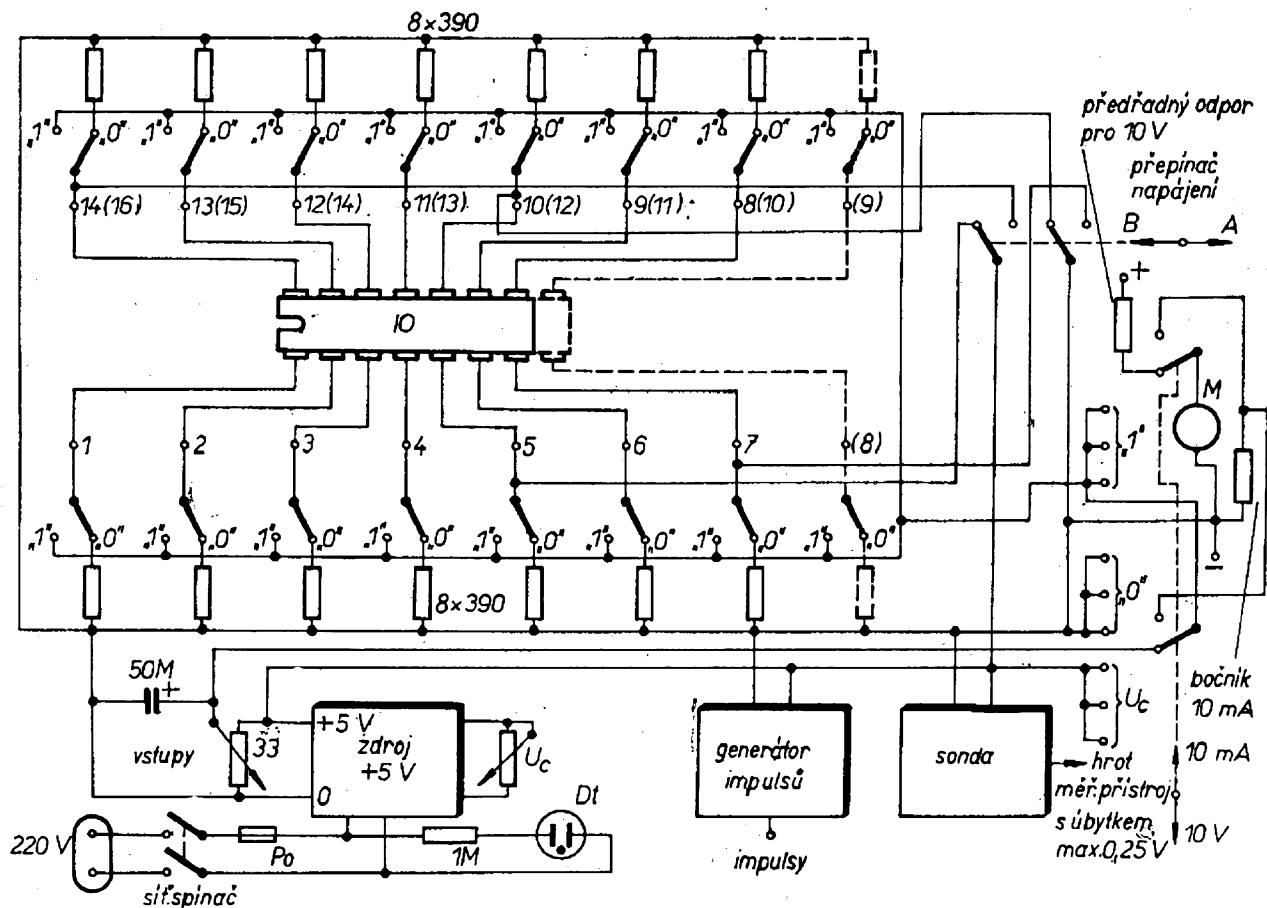 8×390
„1" „0" „1" „0" „1" „0" „1" „0" „1" „0" „1" „0" „1" „0" „1" „0"
předřadný odpor
pro 10 V
přepínač
napájení
14(16) 13(15) 12(14) 11(13) 10(12) 9(11) 8(10) (9)
B A
+
IO
M
1 2 3 4 5 6 7 (8)
„1"
„1" „0" „1" „0" „1" „0" „1" „0" „1" „0" „1" „0" „1" „0" „1" „0"
–
8×390
„0"
50M
+
vstupy
33
+5 V
zdroj
+5 V
0
Uc
generátor
impulsů
sonda
Uc
bočník
10 mA
10 mA
hrot
měř. přístroj
s úbytkem
max. 0,25 V
10 V
220 V
Po
1M
Dt
impulsy
síť. spínač